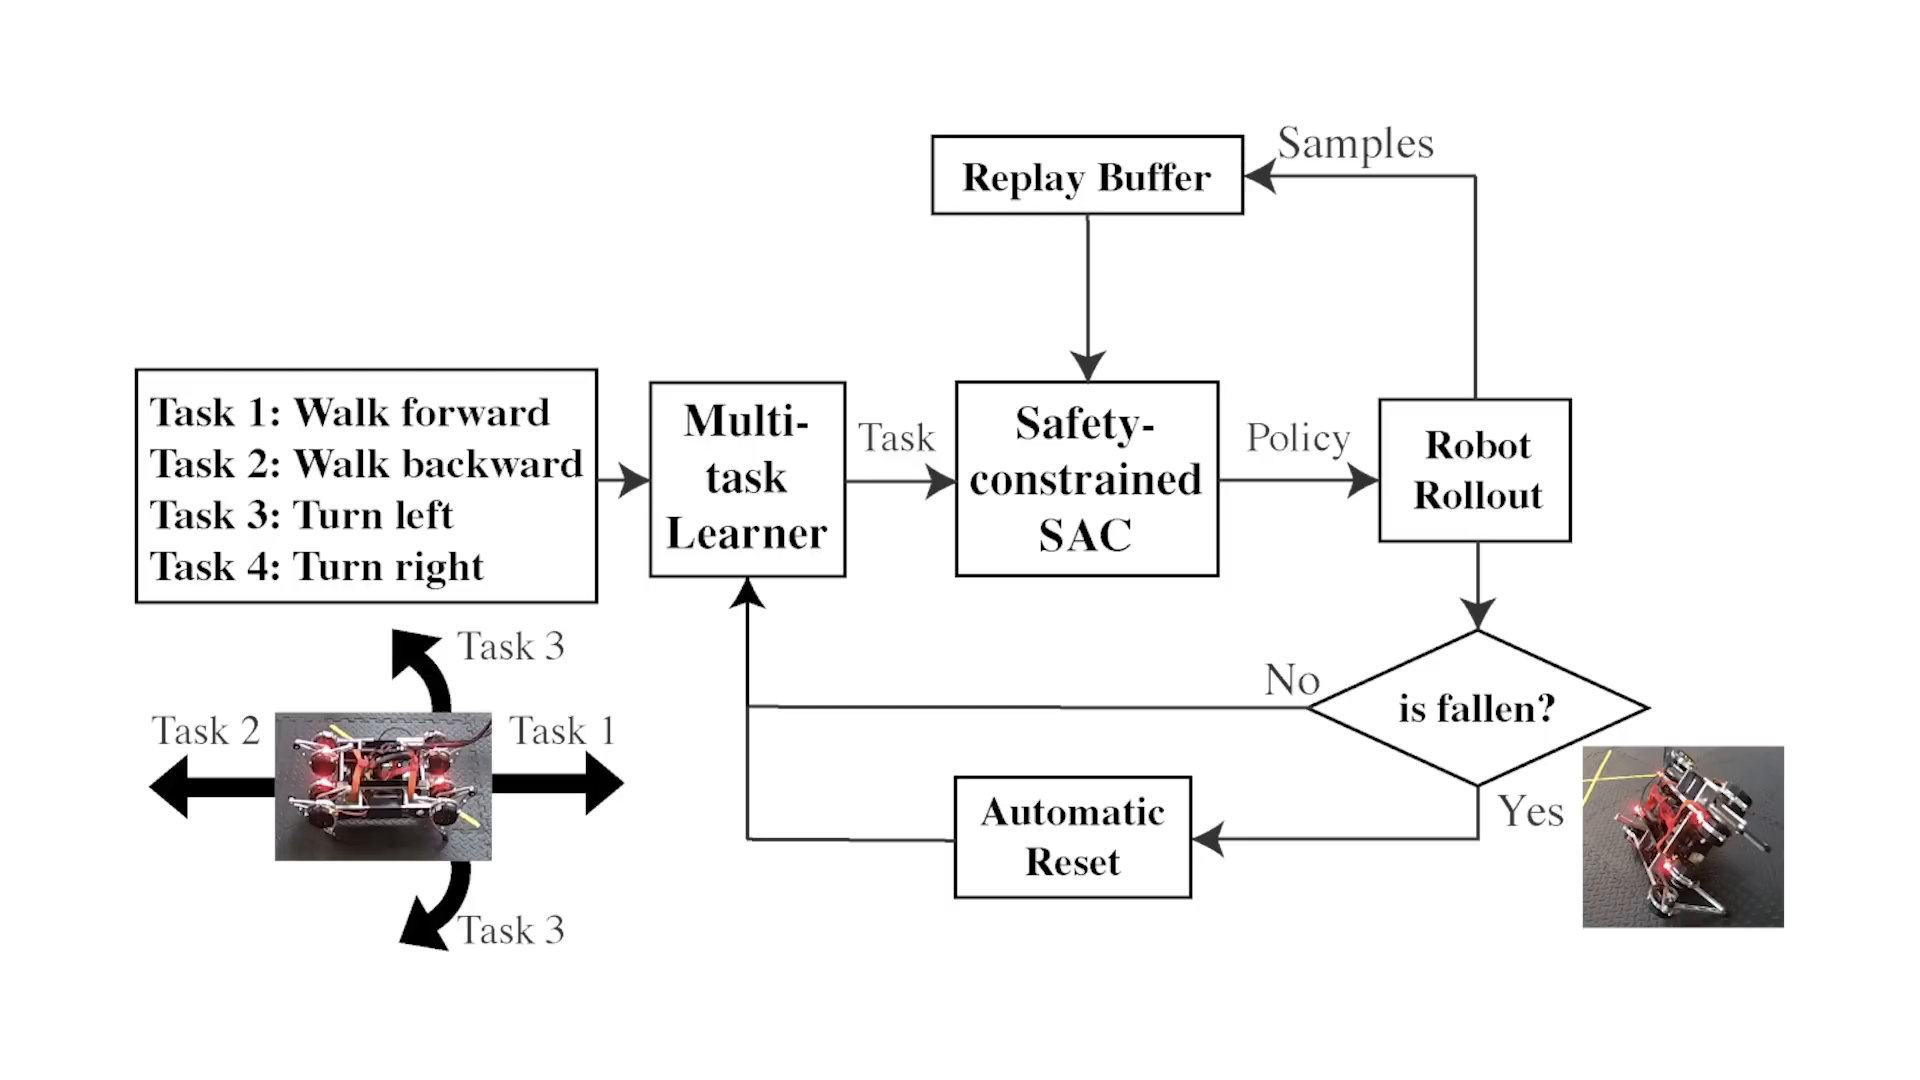 Samples
Replay Buffer
Task 1: Walk forward
Task 2: Walk backward
Task 3: Turn left
Task 4: Turn right
Multi-
task
Learner
Task
Safety-
constrained
SAC
Policy
Robot
Rollout
Task 3
Task 2
Task 1
Task 3
No
is fallen?
Yes
Automatic
Reset